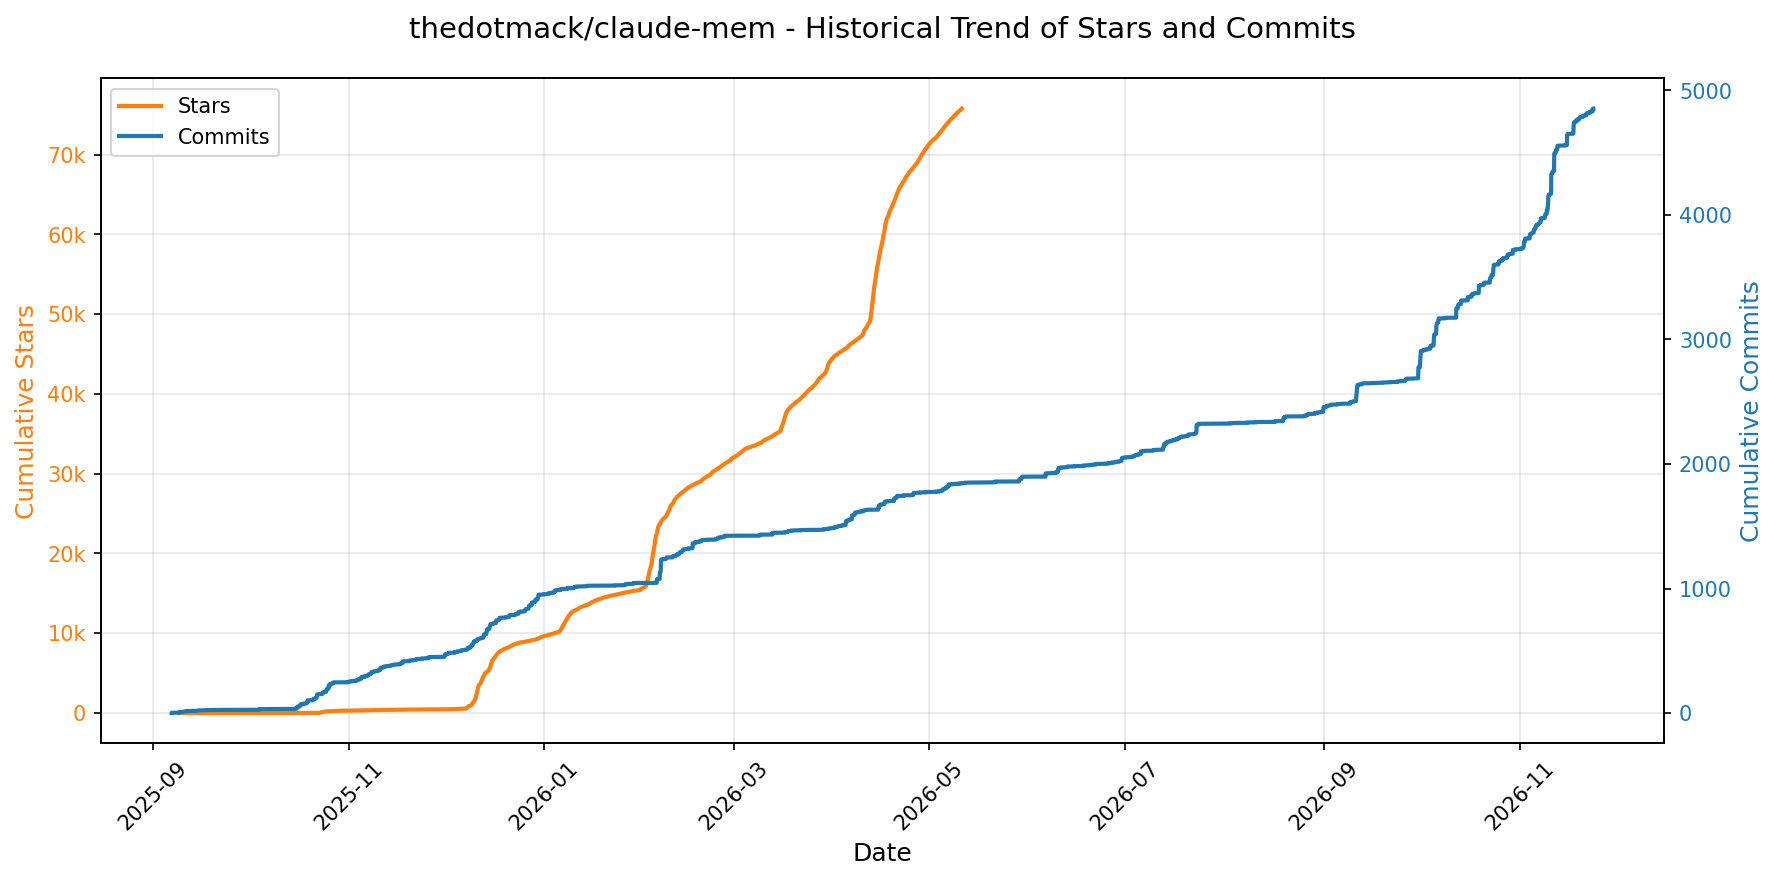 thedotmack/claude-mem - Historical Trend of Stars and Commits
Stars
Commits
Cumulative Stars
70k
60k
50k
40k
30k
20k
10k
0
Cumulative Commits
5000
4000
3000
2000
1000
0
2025-09
2025-11
2026-01
2026-03
2026-05
2026-07
2026-09
2026-11
Date